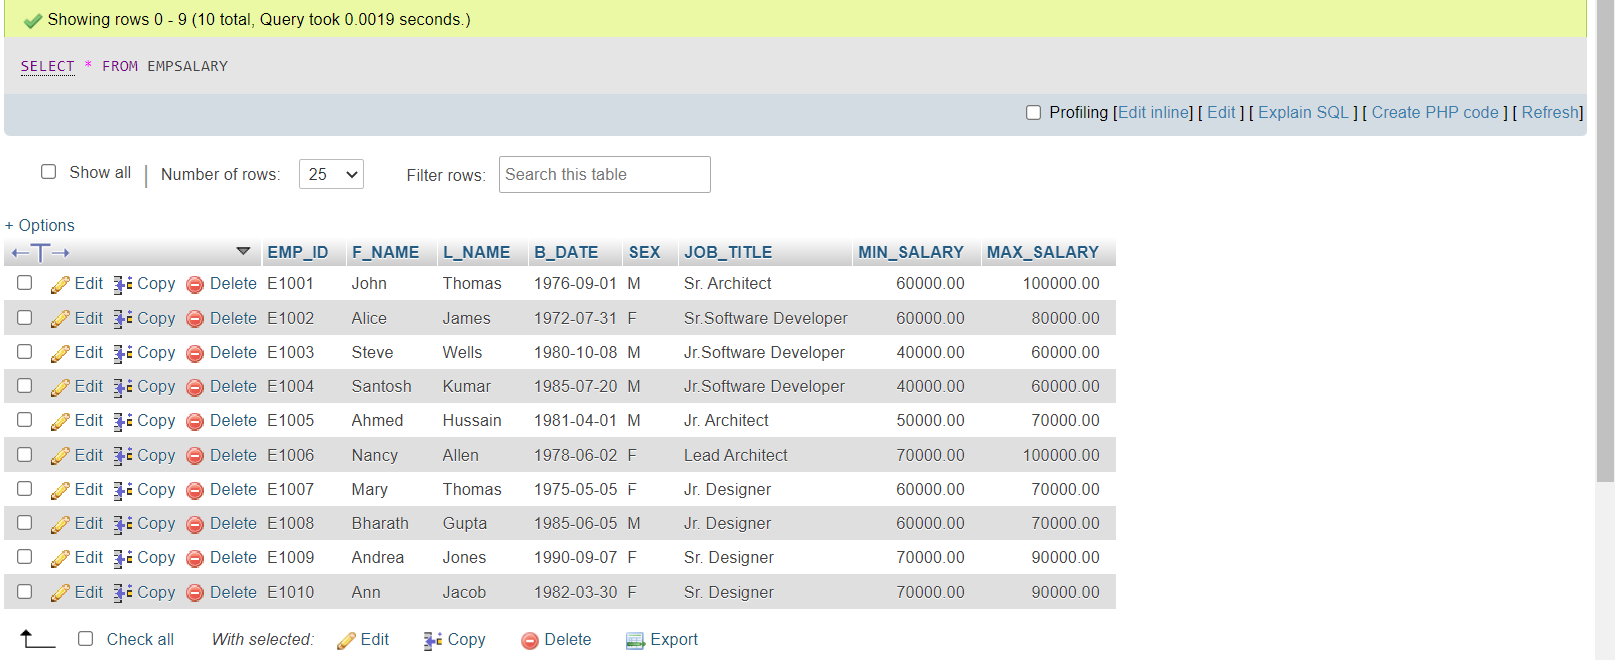 Showing rows 0 - 9 (10 total, Query took 0.0019 seconds.)
SELECT * FROM EMPSALARY
Profiling [Edit inline] [ Edit ] [ Explain SQL ] [ Create PHP code ] [ Refresh]
Show all | Number of rows: 25 Filter rows: Search this table
+ Options
←T→ EMP_ID F_NAME L_NAME B_DATE SEX JOB_TITLE MIN_SALARY MAX_SALARY
Edit Copy Delete E1001 John Thomas 1976-09-01 M Sr. Architect 60000.00 100000.00
Edit Copy Delete E1002 Alice James 1972-07-31 F Sr.Software Developer 60000.00 80000.00
Edit Copy Delete E1003 Steve Wells 1980-10-08 M Jr.Software Developer 40000.00 60000.00
Edit Copy Delete E1004 Santosh Kumar 1985-07-20 M Jr.Software Developer 40000.00 60000.00
Edit Copy Delete E1005 Ahmed Hussain 1981-04-01 M Jr. Architect 50000.00 70000.00
Edit Copy Delete E1006 Nancy Allen 1978-06-02 F Lead Architect 70000.00 100000.00
Edit Copy Delete E1007 Mary Thomas 1975-05-05 F Jr. Designer 60000.00 70000.00
Edit Copy Delete E1008 Bharath Gupta 1985-06-05 M Jr. Designer 60000.00 70000.00
Edit Copy Delete E1009 Andrea Jones 1990-09-07 F Sr. Designer 70000.00 90000.00
Edit Copy Delete E1010 Ann Jacob 1982-03-30 F Sr. Designer 70000.00 90000.00
Check all With selected: Edit Copy Delete Export